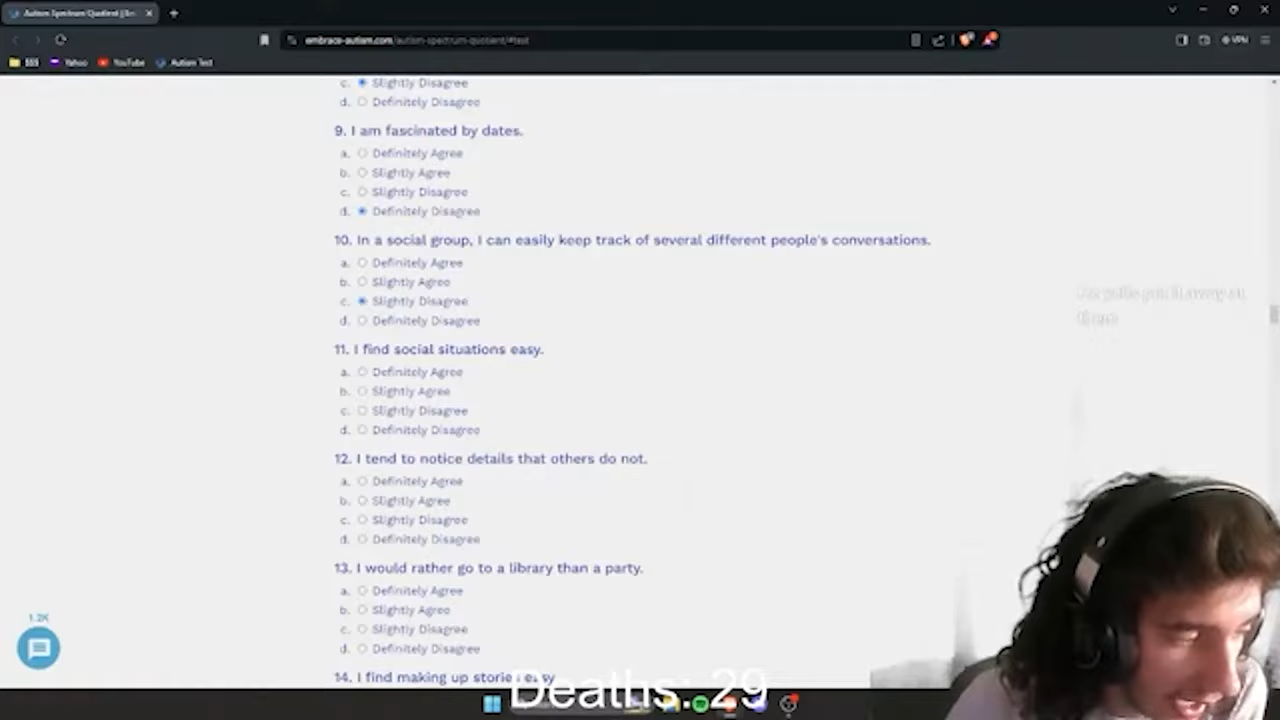 Autism Spectrum Quotient
embrace-autism.com/autism-spectrum-quotient/#test
VPN
$$$
Yahoo
YouTube
Autism Test
c. Slightly Disagree
d. Definitely Disagree
9. I am fascinated by dates.
a. Definitely Agree
b. Slightly Agree
c. Slightly Disagree
d. Definitely Disagree
10. In a social group, I can easily keep track of several different people's conversations.
a. Definitely Agree
b. Slightly Agree
c. Slightly Disagree
d. Definitely Disagree
11. I find social situations easy.
a. Definitely Agree
b. Slightly Agree
c. Slightly Disagree
d. Definitely Disagree
12. I tend to notice details that others do not.
a. Definitely Agree
b. Slightly Agree
c. Slightly Disagree
d. Definitely Disagree
13. I would rather go to a library than a party.
a. Definitely Agree
b. Slightly Agree
c. Slightly Disagree
d. Definitely Disagree
1.2K
14. I find making up stories easy
Deaths: 29